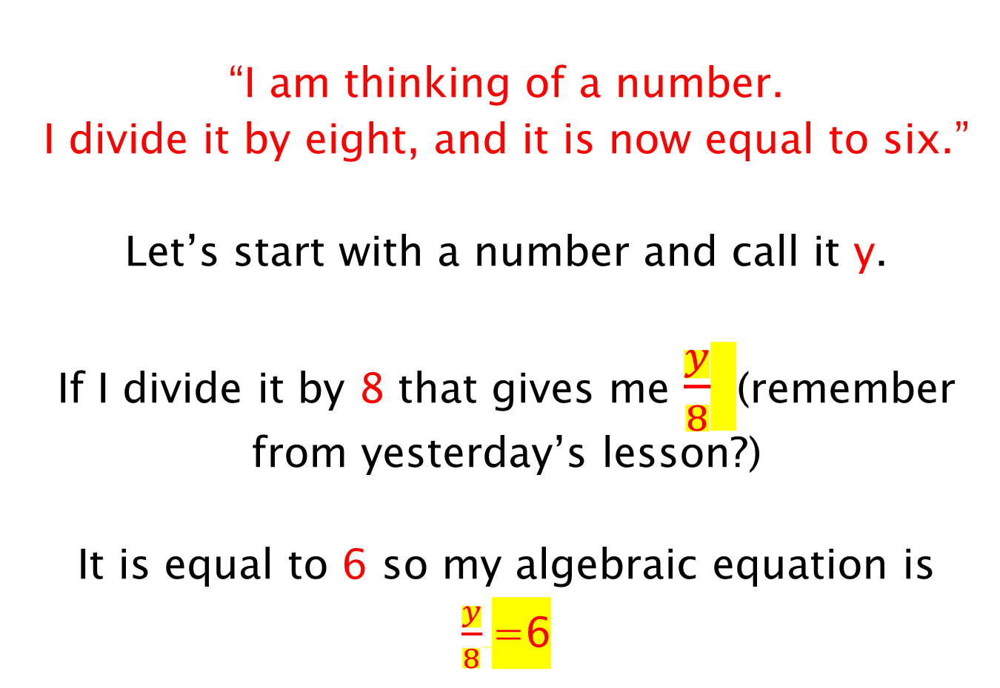 “I am thinking of a number.
I divide it by eight, and it is now equal to six.”
Let’s start with a number and call it y.
If I divide it by 8 that gives me y/8 (remember
from yesterday’s lesson?)
It is equal to 6 so my algebraic equation is
y/8 =6